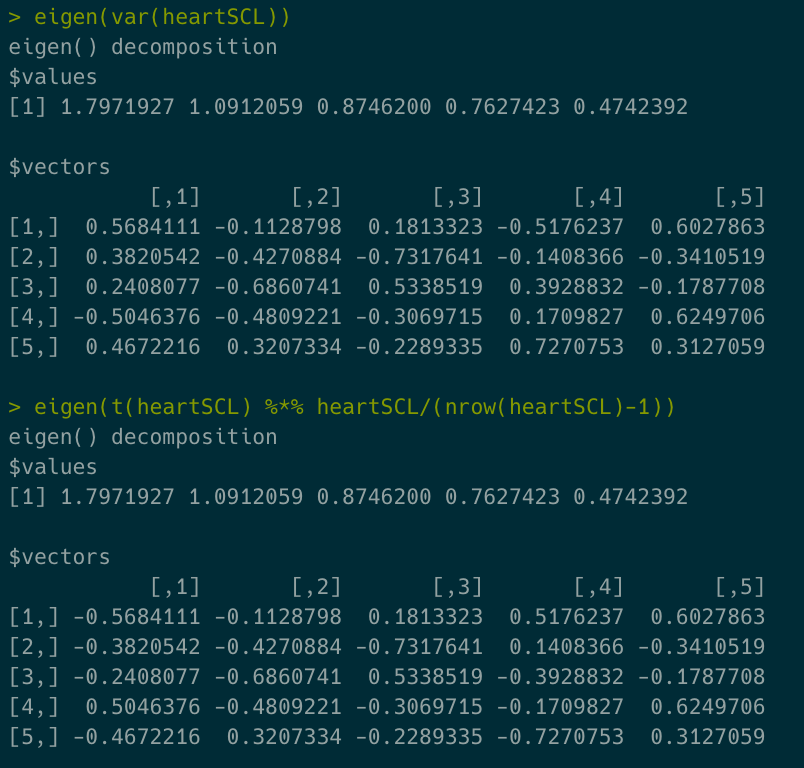 > eigen(var(heartSCL))
eigen() decomposition
$values
[1] 1.7971927 1.0912059 0.8746200 0.7627423 0.4742392
$vectors
           [,1]       [,2]       [,3]       [,4]       [,5]
[1,]  0.5684111 -0.1128798  0.1813323 -0.5176237  0.6027863
[2,]  0.3820542 -0.4270884 -0.7317641 -0.1408366 -0.3410519
[3,]  0.2408077 -0.6860741  0.5338519  0.3928832 -0.1787708
[4,] -0.5046376 -0.4809221 -0.3069715  0.1709827  0.6249706
[5,]  0.4672216  0.3207334 -0.2289335  0.7270753  0.3127059
> eigen(t(heartSCL) %*% heartSCL/(nrow(heartSCL)-1))
eigen() decomposition
$values
[1] 1.7971927 1.0912059 0.8746200 0.7627423 0.4742392
$vectors
           [,1]       [,2]       [,3]       [,4]       [,5]
[1,] -0.5684111 -0.1128798  0.1813323  0.5176237  0.6027863
[2,] -0.3820542 -0.4270884 -0.7317641  0.1408366 -0.3410519
[3,] -0.2408077 -0.6860741  0.5338519 -0.3928832 -0.1787708
[4,]  0.5046376 -0.4809221 -0.3069715 -0.1709827  0.6249706
[5,] -0.4672216  0.3207334 -0.2289335 -0.7270753  0.3127059